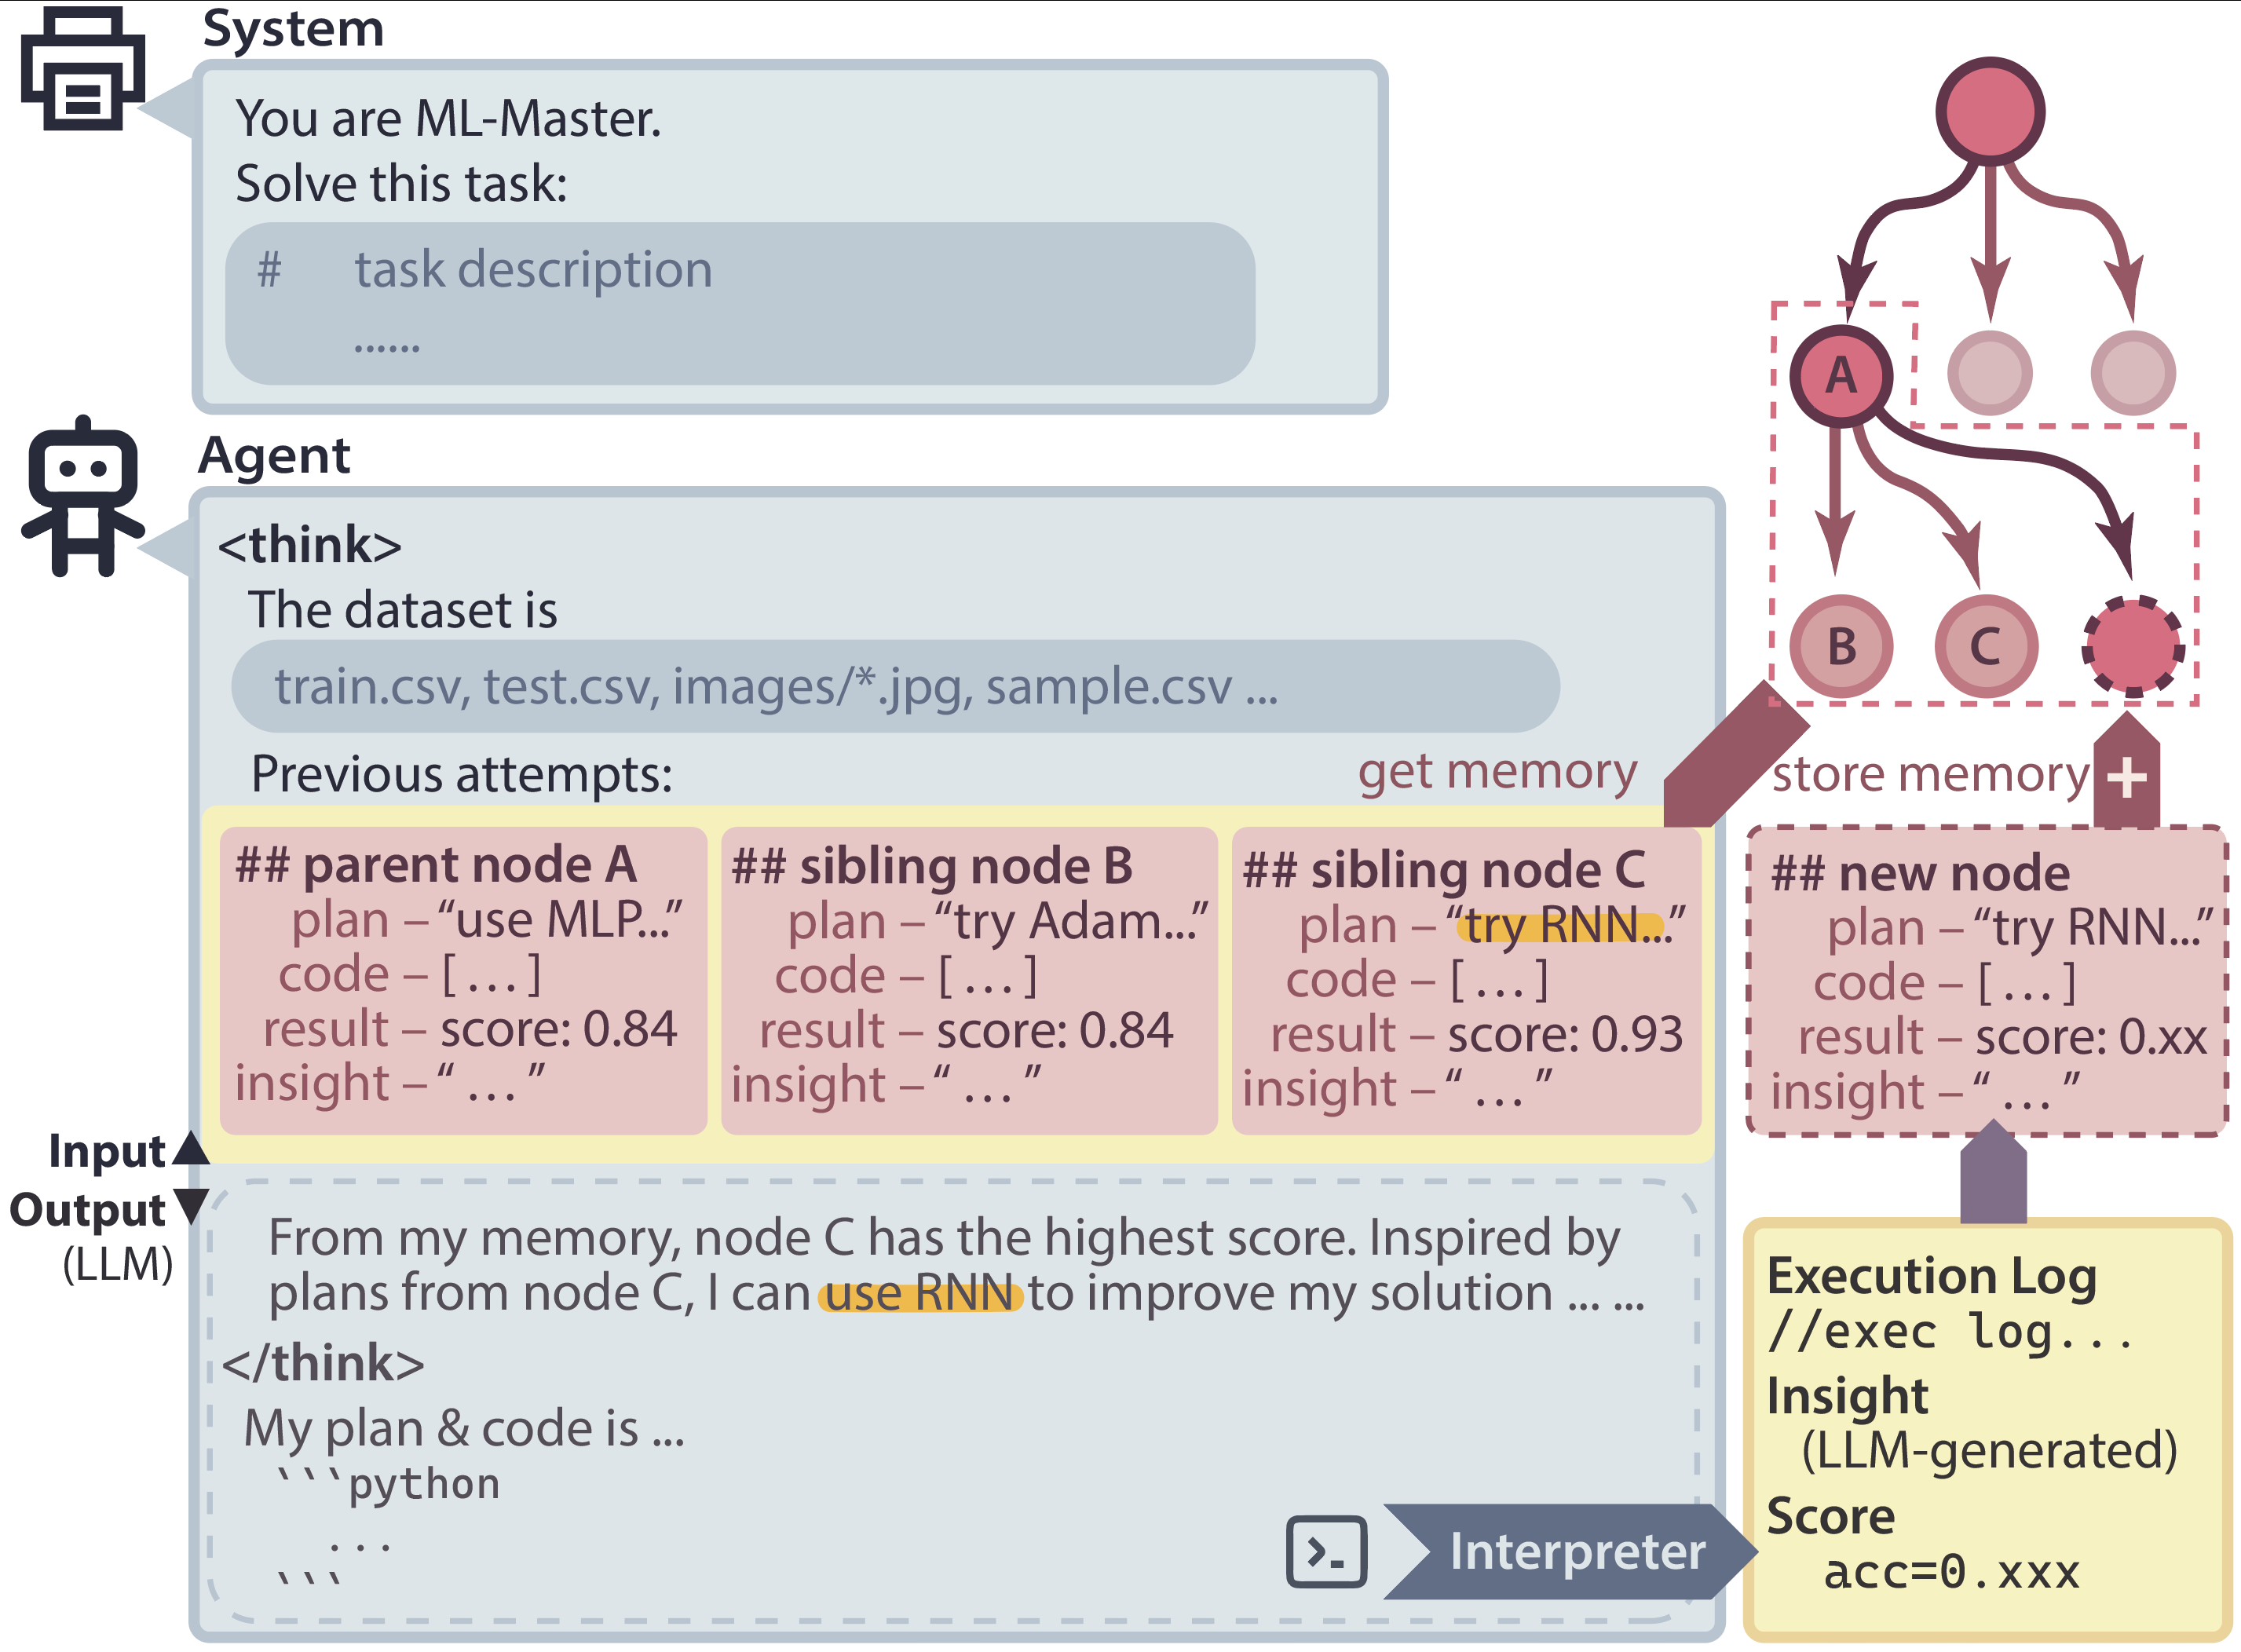 System
You are ML-Master.
Solve this task:
# task description
......
Agent
<think>
The dataset is
train.csv, test.csv, images/*.jpg, sample.csv ...
Previous attempts:
get memory
## parent node A
plan – “use MLP...”
code – [ ... ]
result – score: 0.84
insight – “ ... ”
## sibling node B
plan – “try Adam...”
code – [ ... ]
result – score: 0.84
insight – “ ... ”
## sibling node C
plan – “try RNN...”
code – [ ... ]
result – score: 0.93
insight – “ ... ”
Input
Output
(LLM)
From my memory, node C has the highest score. Inspired by
plans from node C, I can use RNN to improve my solution ... ...
</think>
My plan & code is ...
```python
...
```
Interpreter
A
B
C
store memory
+
## new node
plan – “try RNN...”
code – [ ... ]
result – score: 0.xx
insight – “ ... ”
Execution Log
//exec log...
Insight
(LLM-generated)
Score
acc=0.xxx